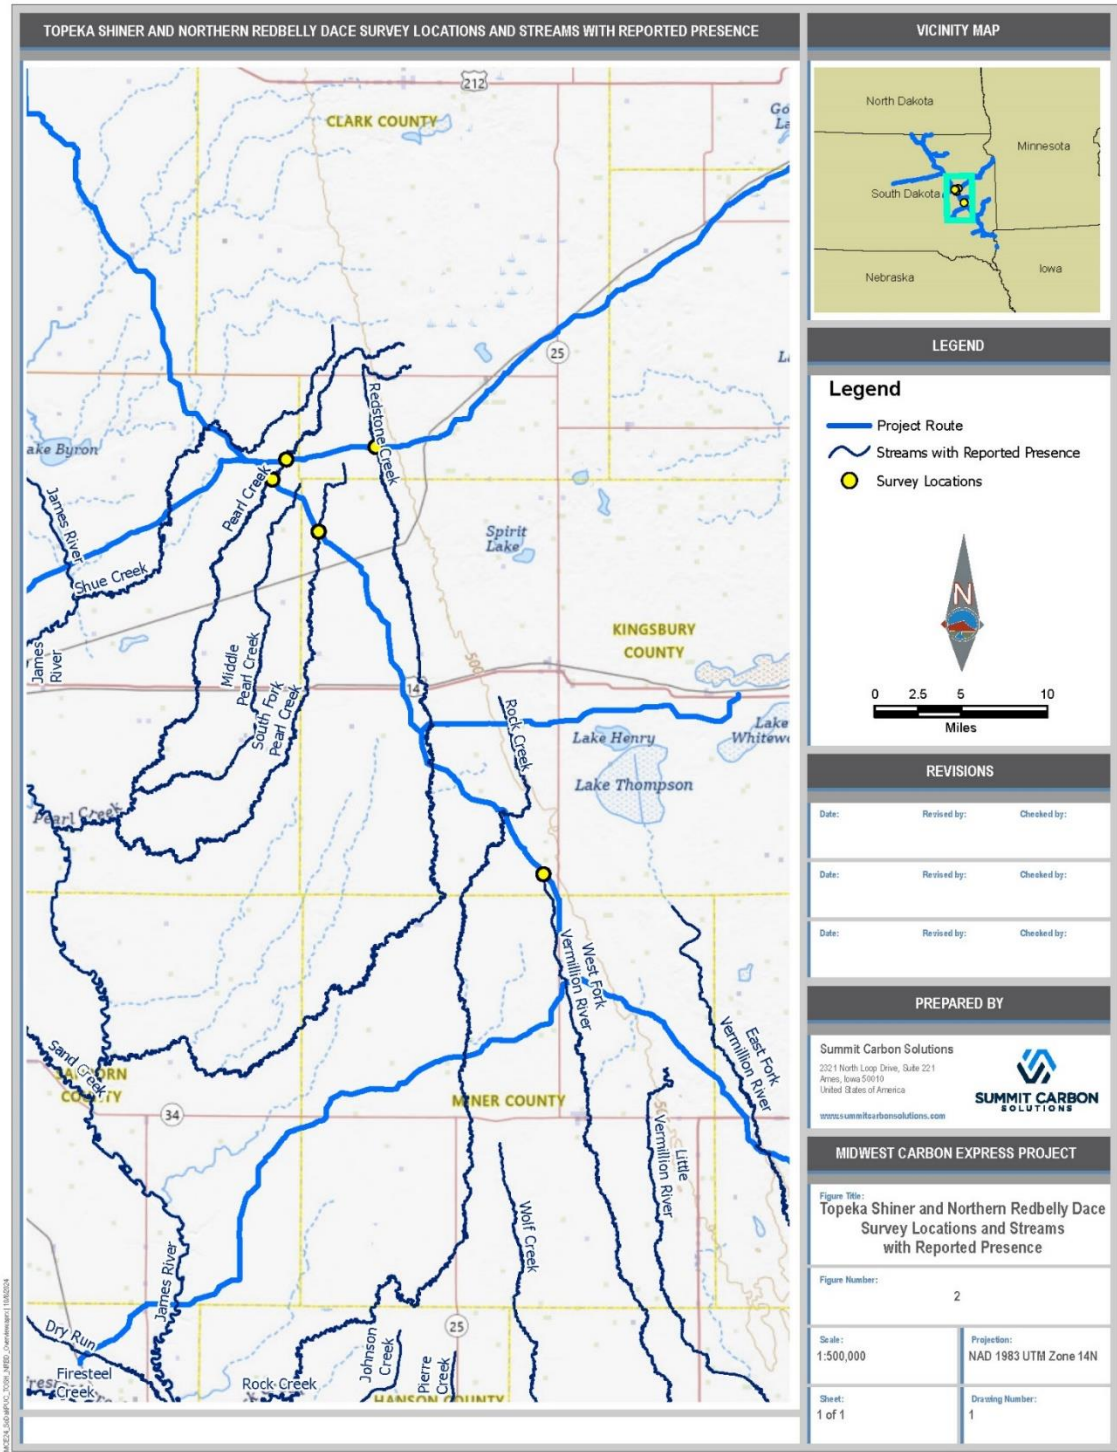 TOPEKA SHINER AND NORTHERN REDBELLY DACE SURVEY LOCATIONS AND STREAMS WITH REPORTED PRESENCE
212
CLARK COUNTY
25
Redstone Creek
ake Byron
Pearl Creek
James River
Shue Creek
Spirit
Lake
James
River
KINGSBURY
COUNTY
Middle
Pearl Creek
South Fork
Pearl Creek
14
Rock Creek
Lake Henry
Lake
Whitew
Lake Thompson
Pearl Creek
West Fork
Vermillion River
East Fork
Vermillion River
Sand Creek
COUNTY
34
MINER COUNTY
Little
Vermillion River
Wolf Creek
James River
Dry Run
Firesteel
Creek
Rock Creek
Johnson
Creek
Pierre
Creek
25
HANSON COUNTY
VICINITY MAP
North Dakota
Minnesota
South Dakota
Nebraska
Iowa
LEGEND
Legend
Project Route
Streams with Reported Presence
Survey Locations
N
0 2.5 5 10
Miles
REVISIONS
Date: Revised by: Checked by:
Date: Revised by: Checked by:
Date: Revised by: Checked by:
PREPARED BY
Summit Carbon Solutions
2321 North Loop Drive, Suite 221
Ames, Iowa 50010
United States of America
www.summitcarbonsolutions.com
SUMMIT CARBON
SOLUTIONS
MIDWEST CARBON EXPRESS PROJECT
Figure Title:
Topeka Shiner and Northern Redbelly Dace
Survey Locations and Streams
with Reported Presence
Figure Number:
2
Scale:
1:500,000
Projection:
NAD 1983 UTM Zone 14N
Sheet:
1 of 1
Drawing Number:
1